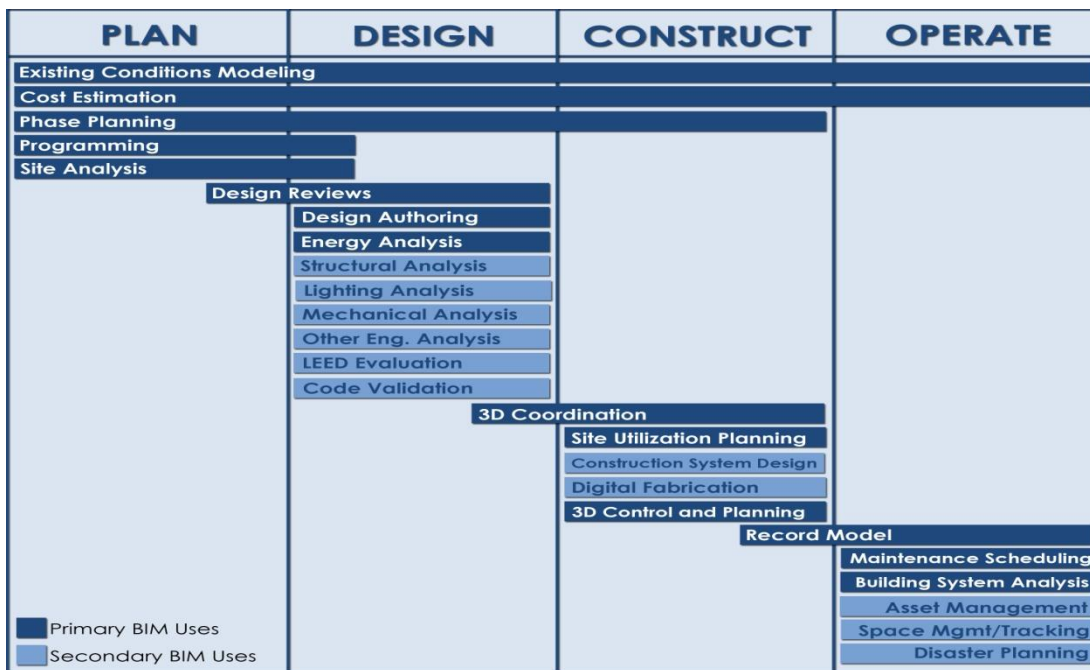 PLAN DESIGN CONSTRUCT OPERATE
Existing Conditions Modeling
Cost Estimation
Phase Planning
Programming
Site Analysis
Design Reviews
Design Authoring
Energy Analysis
Structural Analysis
Lighting Analysis
Mechanical Analysis
Other Eng. Analysis
LEED Evaluation
Code Validation
3D Coordination
Site Utilization Planning
Construction System Design
Digital Fabrication
3D Control and Planning
Record Model
Maintenance Scheduling
Building System Analysis
Asset Management
Space Mgmt/Tracking
Disaster Planning
Primary BIM Uses
Secondary BIM Uses